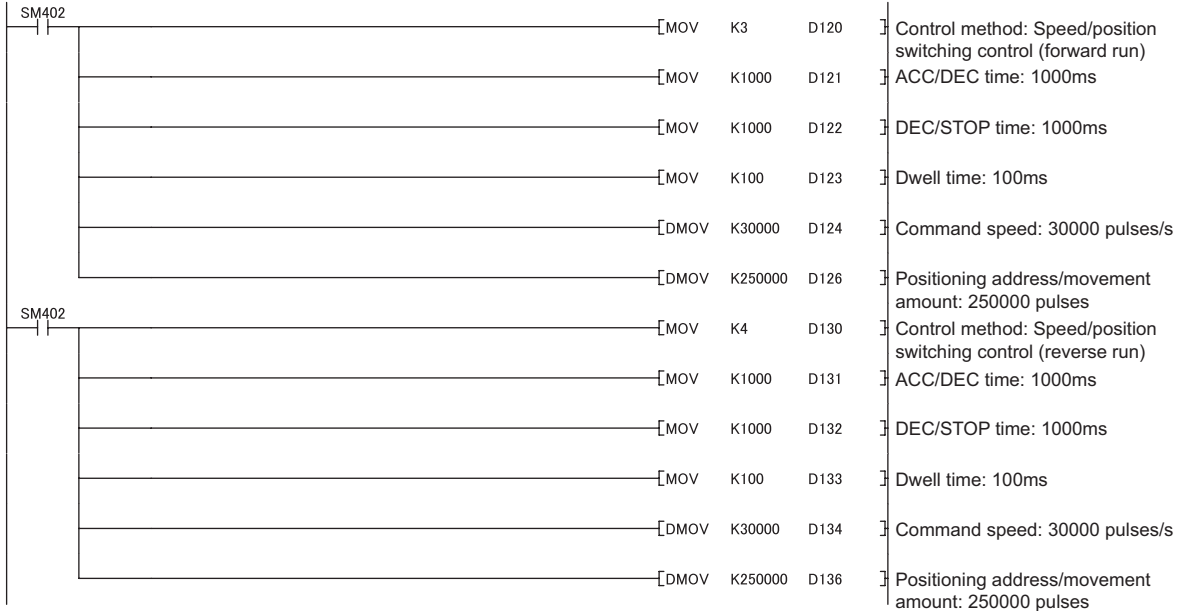 SM402
[MOV K3 D120 ] Control method: Speed/position
switching control (forward run)
[MOV K1000 D121 ] ACC/DEC time: 1000ms
[MOV K1000 D122 ] DEC/STOP time: 1000ms
[MOV K100 D123 ] Dwell time: 100ms
[DMOV K30000 D124 ] Command speed: 30000 pulses/s
[DMOV K250000 D126 ] Positioning address/movement
amount: 250000 pulses
SM402
[MOV K4 D130 ] Control method: Speed/position
switching control (reverse run)
[MOV K1000 D131 ] ACC/DEC time: 1000ms
[MOV K1000 D132 ] DEC/STOP time: 1000ms
[MOV K100 D133 ] Dwell time: 100ms
[DMOV K30000 D134 ] Command speed: 30000 pulses/s
[DMOV K250000 D136 ] Positioning address/movement
amount: 250000 pulses